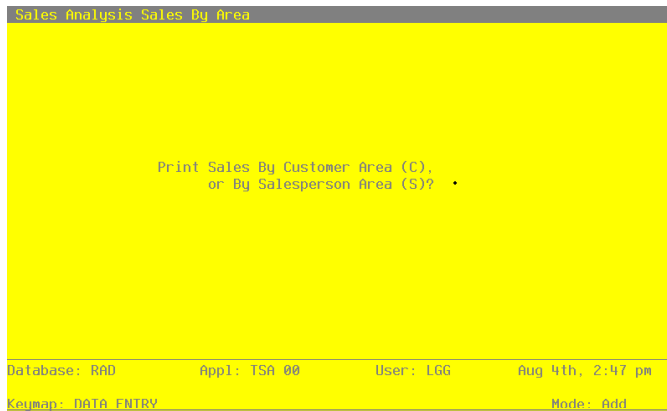 Sales Analysis Sales By Area
Print Sales By Customer Area (C),
or By Salesperson Area (S)?
Database: RAD Appl: TSA 00 User: LGG Aug 4th, 2:47 pm
Keymap: DATA ENTRY Mode: Add